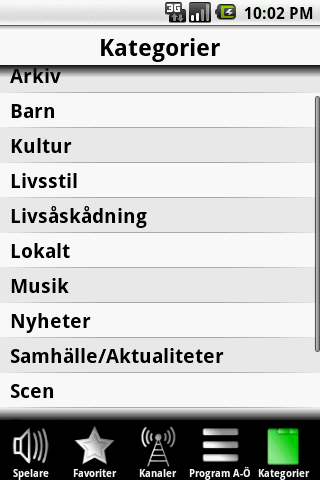 3G 10:02 PM
Kategorier
Arkiv
Barn
Kultur
Livsstil
Livsåskådning
Lokalt
Musik
Nyheter
Samhälle/Aktualiteter
Scen
Spelare Favoriter Kanaler Program A-Ö Kategorier